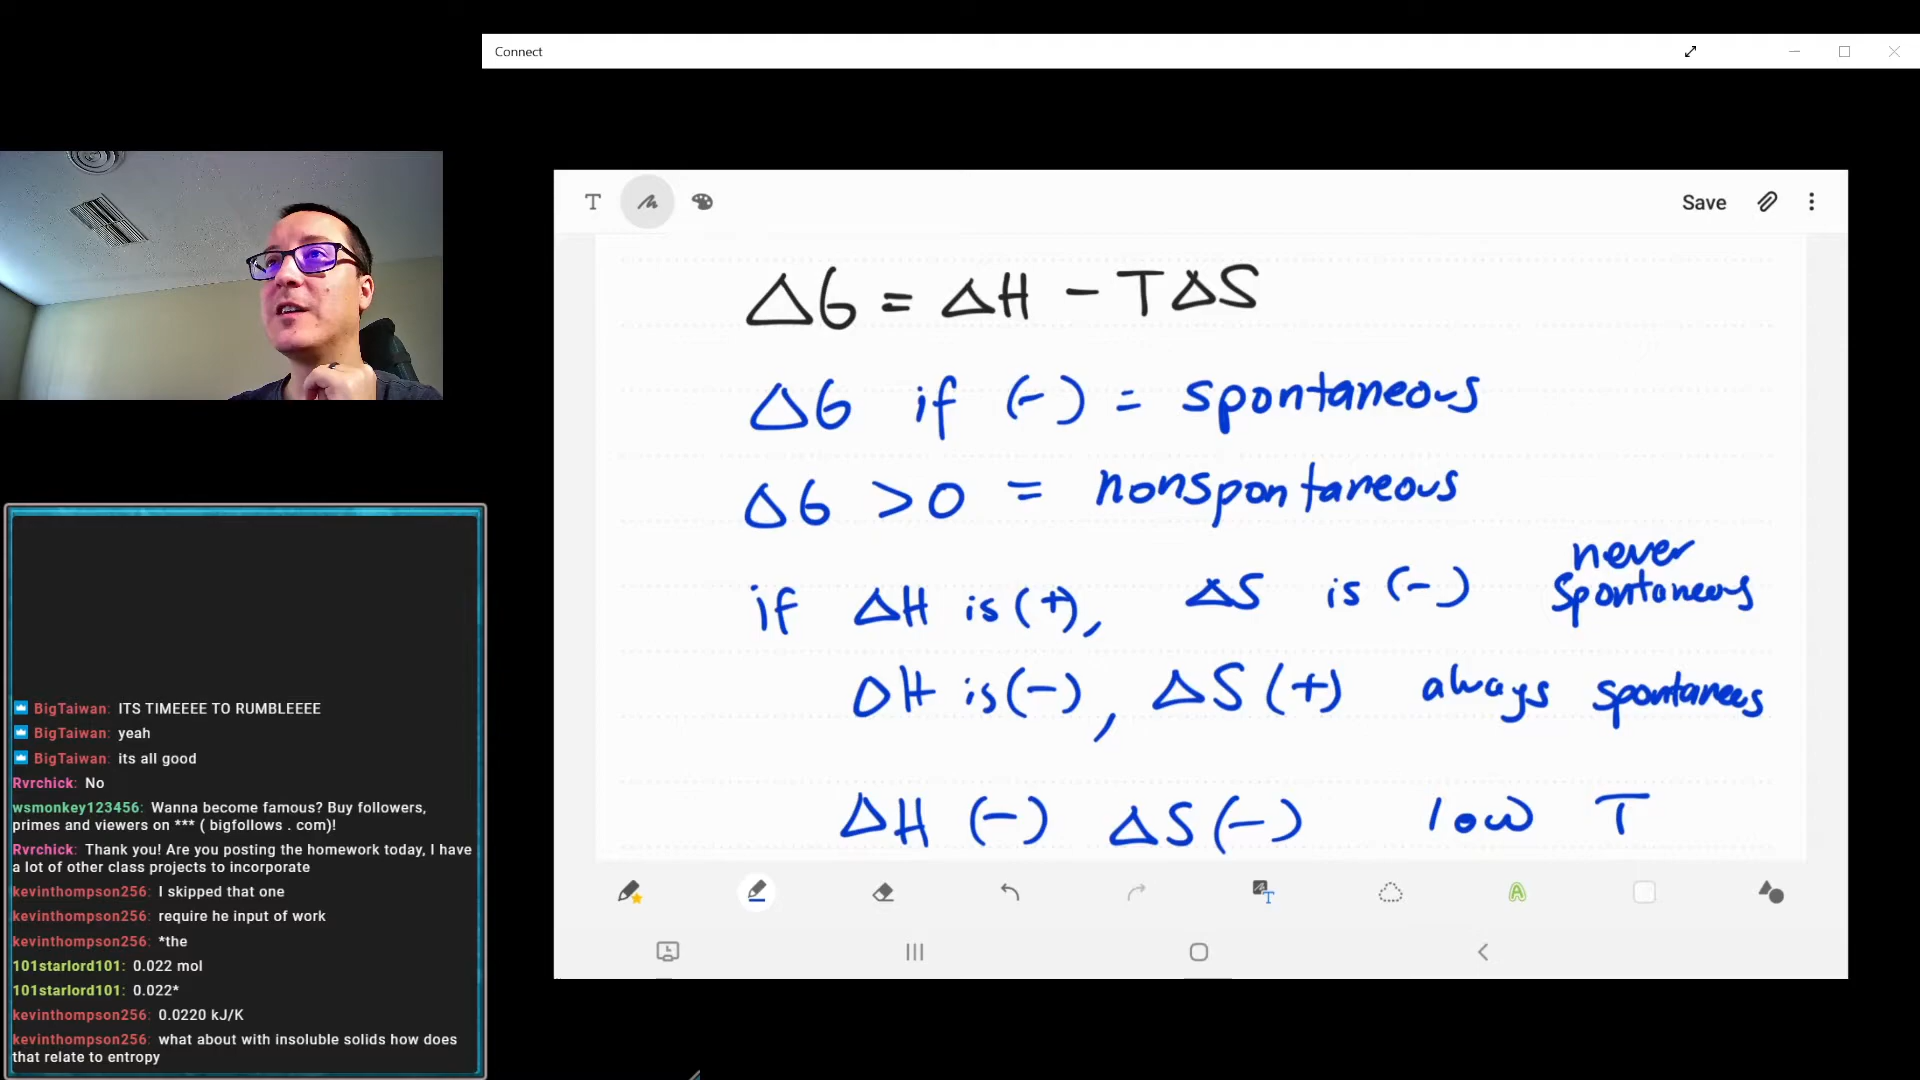 Connect
Save
T
ΔG = ΔH - TΔS
ΔG if (-) = spontaneous
ΔG >0 = nonspontaneous
never
if ΔH is (+), ΔS is (-) spontaneous
ΔH is (-), ΔS (+) always spontaneous
ΔH (-) ΔS (-) low T
BigTaiwan: ITS TIMEEEE TO RUMBLEEEE
BigTaiwan: yeah
BigTaiwan: its all good
Rvrchick: No
wsmonkey123456: Wanna become famous? Buy followers,
primes and viewers on *** ( bigfollows . com)!
Rvrchick: Thank you! Are you posting the homework today, I have
a lot of other class projects to incorporate
kevinthompson256: I skipped that one
kevinthompson256: require he input of work
kevinthompson256: *the
101starlord101: 0.022 mol
101starlord101: 0.022*
kevinthompson256: 0.0220 kJ/K
kevinthompson256: what about with insoluble solids how does
that relate to entropy